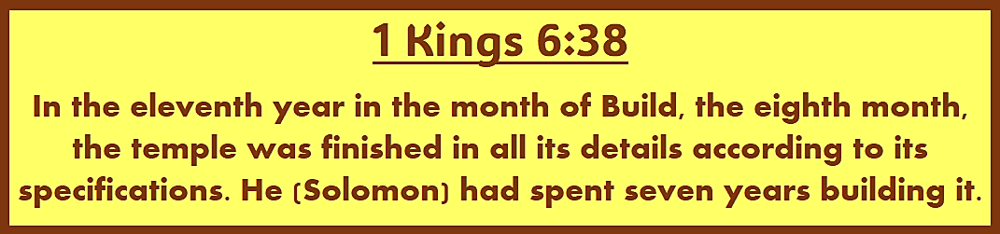 1 Kings 6:38
In the eleventh year in the month of Build, the eighth month,
the temple was finished in all its details according to its
specifications. He (Solomon) had spent seven years building it.